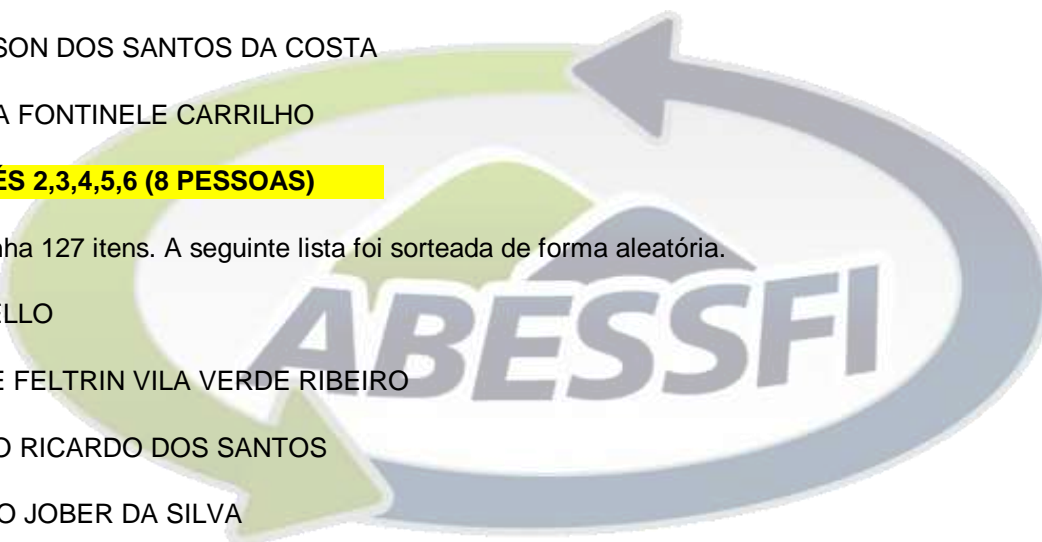 SON DOS SANTOS DA COSTA
A FONTINELE CARRILHO
ÉS 2,3,4,5,6 (8 PESSOAS)
nha 127 itens. A seguinte lista foi sorteada de forma aleatória.
ELLO
E FELTRIN VILA VERDE RIBEIRO
O RICARDO DOS SANTOS
O JOBER DA SILVA
ABESSFI